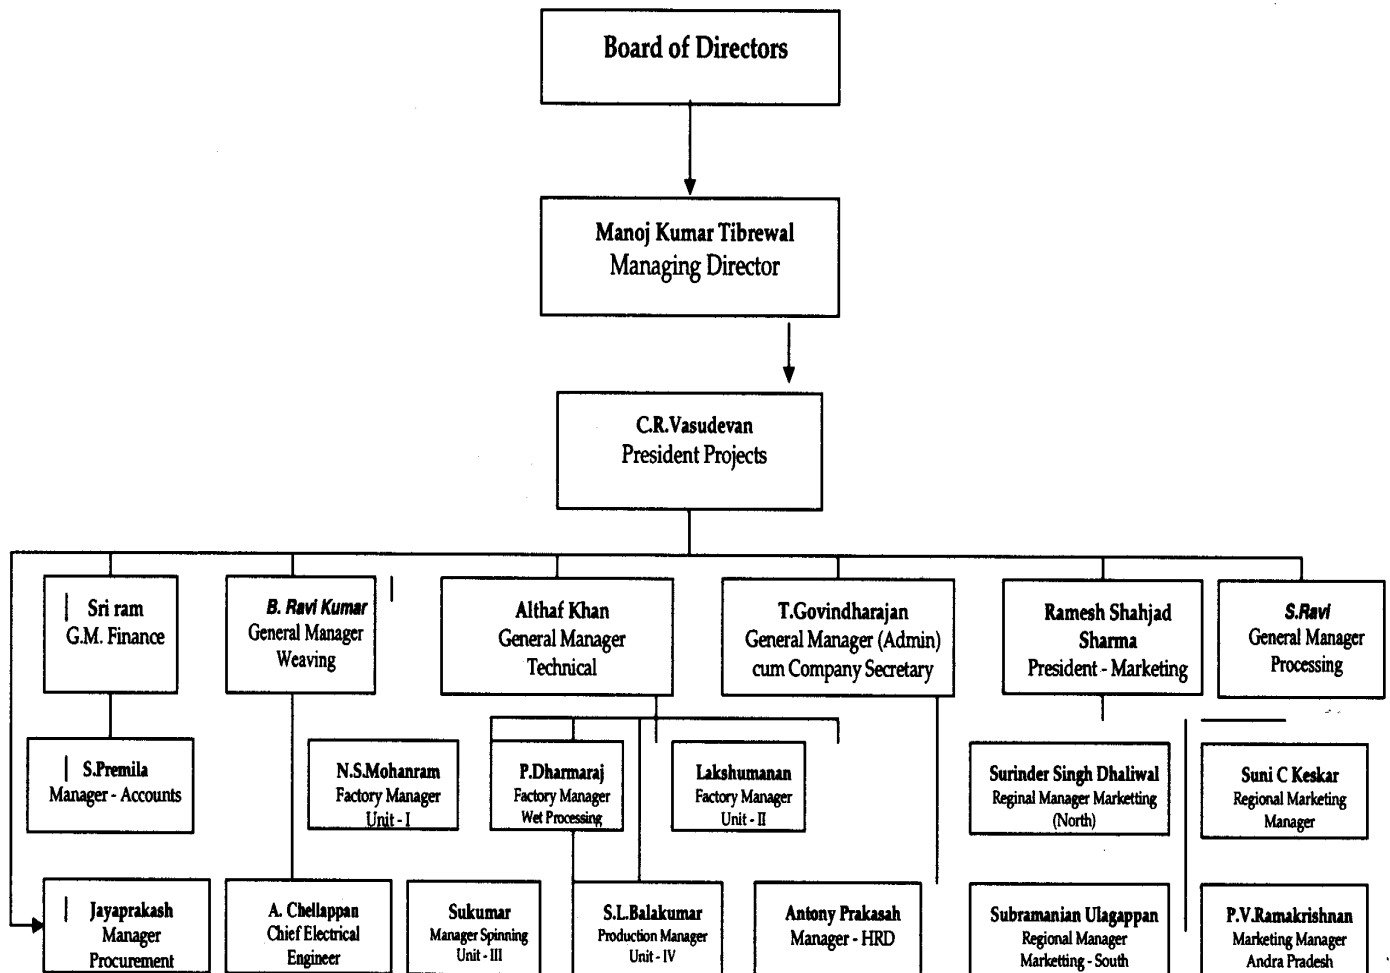 Board of Directors
Manoj Kumar Tibrewal
Managing Director
C.R.Vasudevan
President Projects
Sri ram
G.M. Finance
B. Ravi Kumar
General Manager
Weaving
Althaf Khan
General Manager
Technical
T.Govindharajan
General Manager (Admin)
cum Company Secretary
Ramesh Shahjad
Sharma
President - Marketing
S.Ravi
General Manager
Processing
S.Premila
Manager - Accounts
N.S.Mohanram
Factory Manager
Unit - I
P.Dharmaraj
Factory Manager
Wet Processing
Lakshumanan
Factory Manager
Unit - II
Surinder Singh Dhaliwal
Reginal Manager Marketting
(North)
Suni C Keskar
Regional Marketing
Manager
Jayaprakash
Manager
Procurement
A. Chellappan
Chief Electrical
Engineer
Sukumar
Manager Spinning
Unit - III
S.L.Balakumar
Production Manager
Unit - IV
Antony Prakasah
Manager - HRD
Subramanian Ulagappan
Regional Manager
Marketting - South
P.V.Ramakrishnan
Marketing Manager
Andra Pradesh